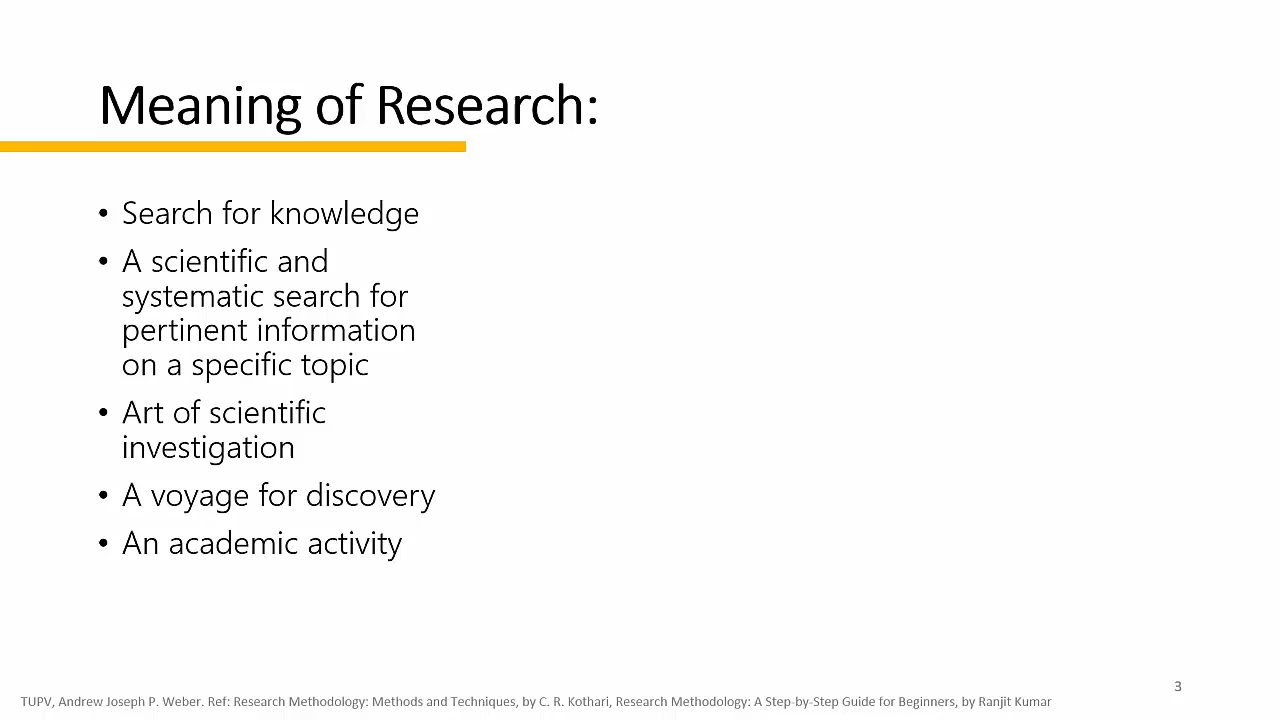 Meaning of Research:
• Search for knowledge
• A scientific and
systematic search for
pertinent information
on a specific topic
• Art of scientific
investigation
• A voyage for discovery
• An academic activity
3
TUPV, Andrew Joseph P. Weber. Ref: Research Methodology: Methods and Techniques, by C. R. Kothari, Research Methodology: A Step-by-Step Guide for Beginners, by Ranjit Kumar